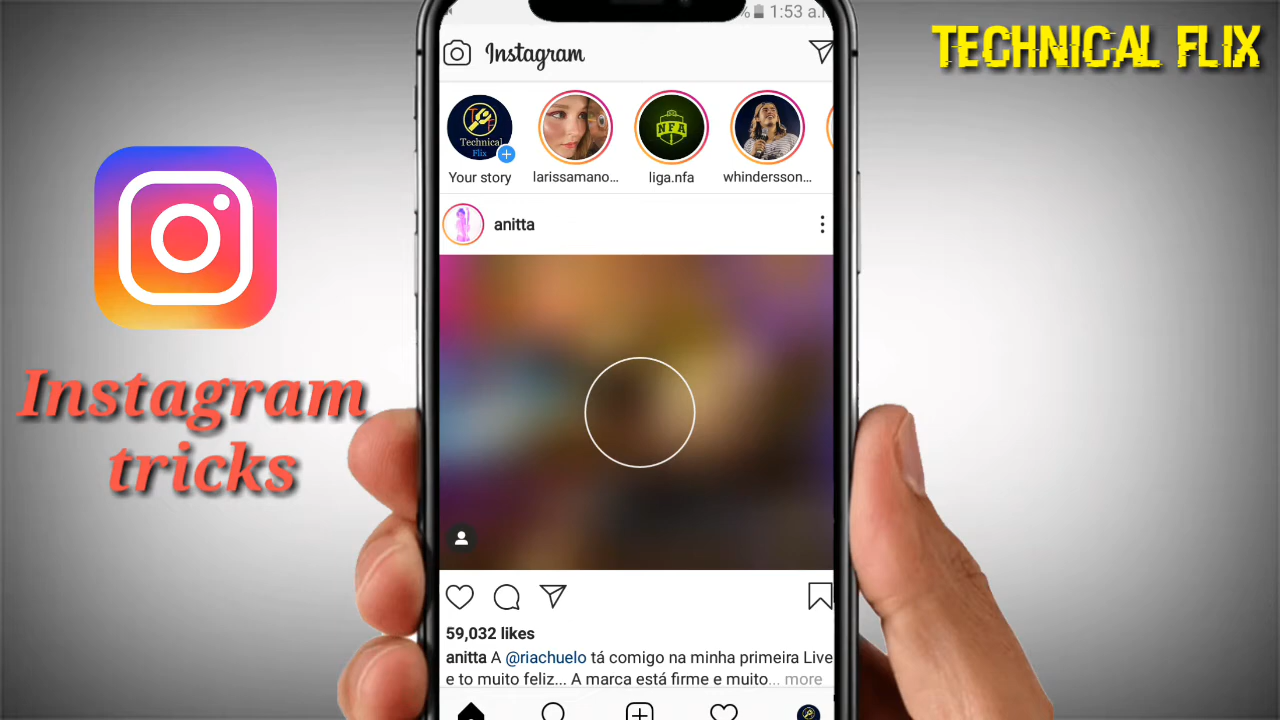 1:53 a.
TECHNICAL FLIX
Instagram
Technical
Flix
NFA
Your story
larissamano...
liga.nfa
whindersson...
anitta
Instagram
tricks
59,032 likes
anitta A @riachuelo tá comigo na minha primeira Live
e to muito feliz... A marca está firme e muito... more